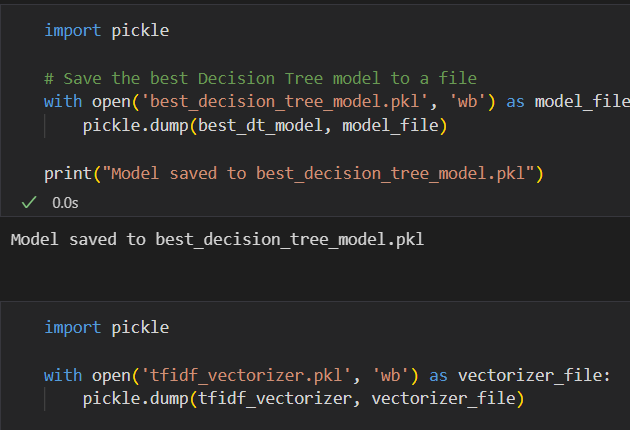 import pickle
# Save the best Decision Tree model to a file
with open('best_decision_tree_model.pkl', 'wb') as model_file
pickle.dump(best_dt_model, model_file)
print("Model saved to best_decision_tree_model.pkl")
0.0s
Model saved to best_decision_tree_model.pkl
import pickle
with open('tfidf_vectorizer.pkl', 'wb') as vectorizer_file:
pickle.dump(tfidf_vectorizer, vectorizer_file)